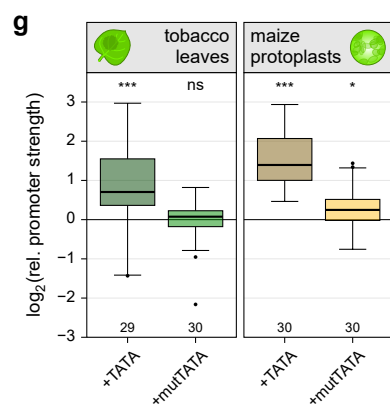 g
tobacco leaves
maize protoplasts
*** ns *** *
log₂(rel. promoter strength)
3
2
1
0
−1
−2
−3
29 30 30 30
+TATA +mutTATA +TATA +mutTATA